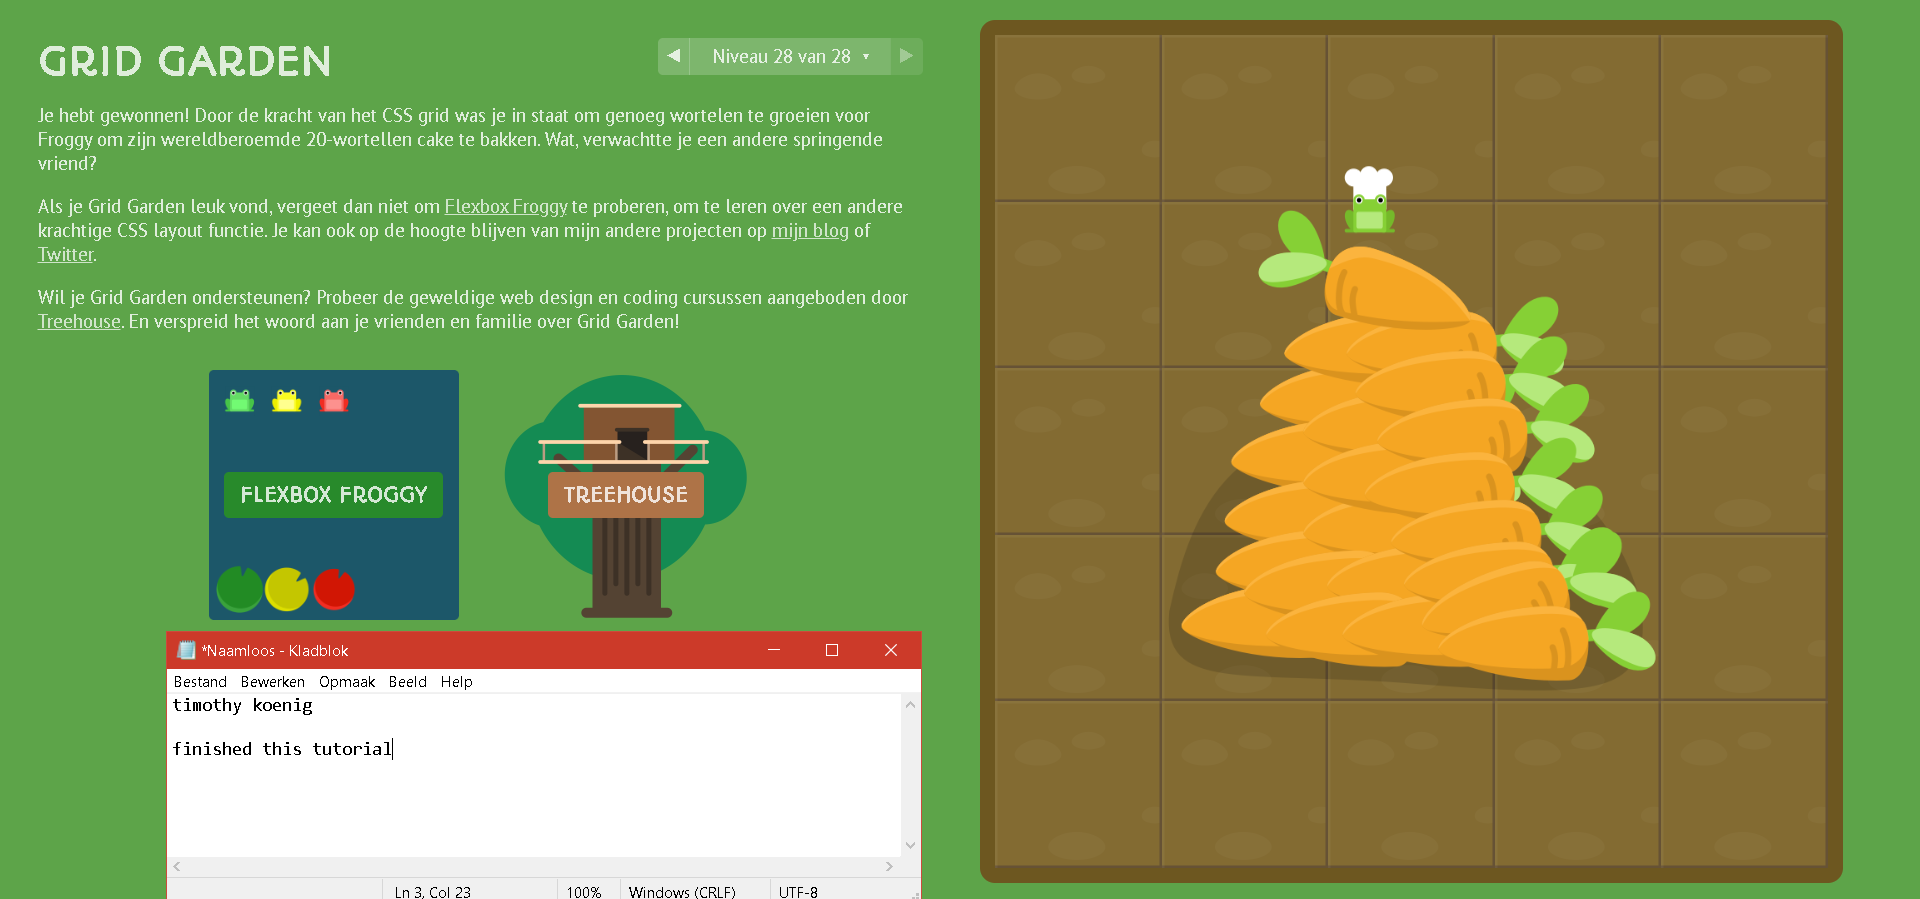 GRID GARDEN
◀ Niveau 28 van 28 ▾ ▶
Je hebt gewonnen! Door de kracht van het CSS grid was je in staat om genoeg wortelen te groeien voor
Froggy om zijn wereldberoemde 20-wortellen cake te bakken. Wat, verwachtte je een andere springende
vriend?
Als je Grid Garden leuk vond, vergeet dan niet om Flexbox Froggy te proberen, om te leren over een andere
krachtige CSS layout functie. Je kan ook op de hoogte blijven van mijn andere projecten op mijn blog of
Twitter.
Wil je Grid Garden ondersteunen? Probeer de geweldige web design en coding cursussen aangeboden door
Treehouse. En verspreid het woord aan je vrienden en familie over Grid Garden!
FLEXBOX FROGGY
TREEHOUSE
*Naamloos - Kladblok
Bestand Bewerken Opmaak Beeld Help
timothy koenig
finished this tutorial
Ln 3, Col 23 100% Windows (CRLF) UTF-8